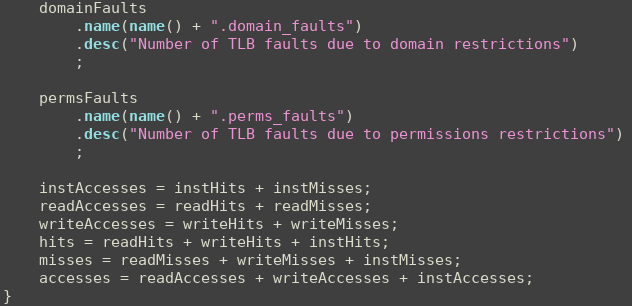 domainFaults
        .name(name() + ".domain_faults")
        .desc("Number of TLB faults due to domain restrictions")
        ;

    permsFaults
        .name(name() + ".perms_faults")
        .desc("Number of TLB faults due to permissions restrictions")
        ;

    instAccesses = instHits + instMisses;
    readAccesses = readHits + readMisses;
    writeAccesses = writeHits + writeMisses;
    hits = readHits + writeHits + instHits;
    misses = readMisses + writeMisses + instMisses;
    accesses = readAccesses + writeAccesses + instAccesses;
}